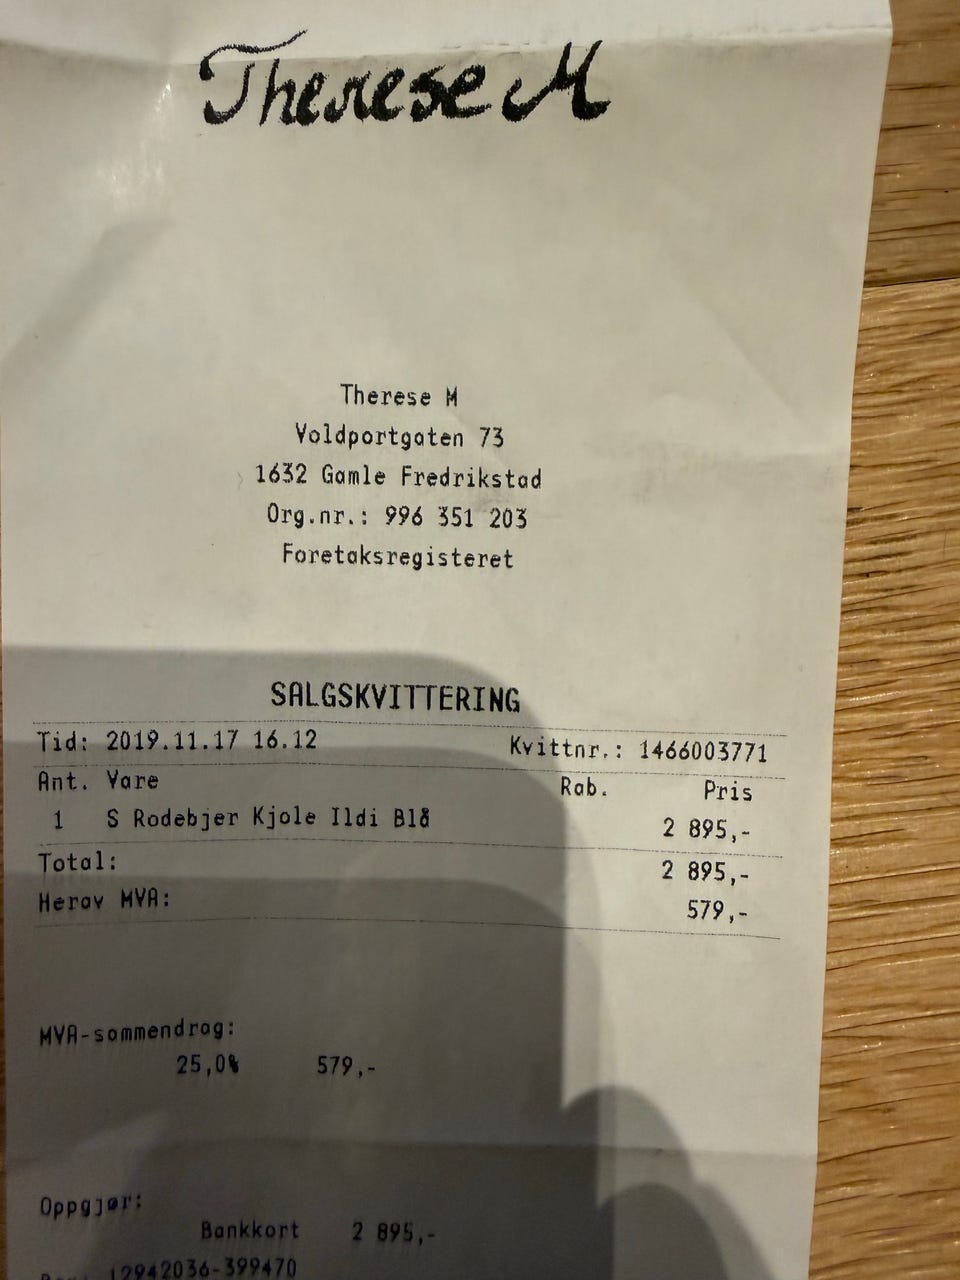 Therese M
Therese M
Voldportgaten 73
1632 Gamle Fredrikstad
Org.nr.: 996 351 203
Foretaksregisteret
SALGSKVITTERING
Tid: 2019.11.17 16.12 Kvittnr.: 1466003771
Ant. Vare Rab. Pris
1 S Rodebjer Kjole Ildi Blå 2 895,-
Total: 2 895,-
Herav MVA: 579,-
MVA-sammendrag:
25,0% 579,-
Oppgjør:
Bankkort 2 895,-
12942036-399470